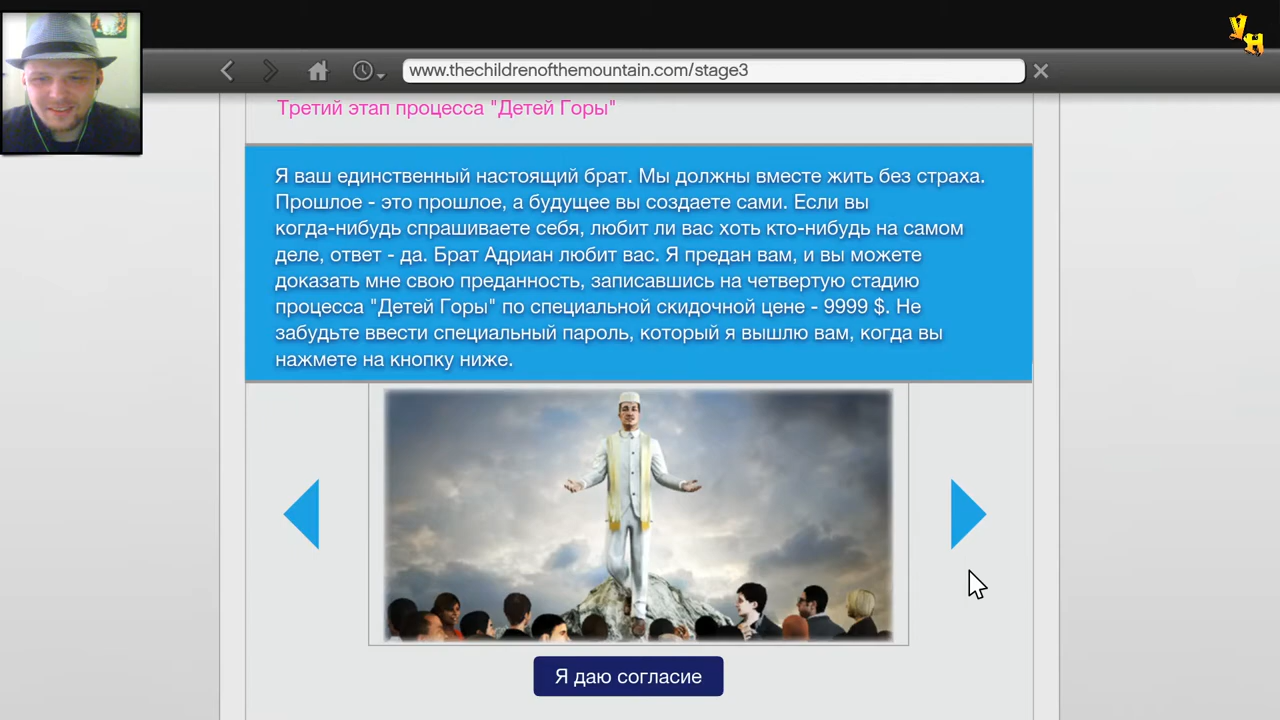 УН
www.thechildrenofthemountain.com/stage3
Третий этап процесса "Детей Горы"
Я ваш единственный настоящий брат. Мы должны вместе жить без страха.
Прошлое - это прошлое, а будущее вы создаете сами. Если вы
когда-нибудь спрашиваете себя, любит ли вас хоть кто-нибудь на самом
деле, ответ - да. Брат Адриан любит вас. Я предан вам, и вы можете
доказать мне свою преданность, записавшись на четвертую стадию
процесса "Детей Горы" по специальной скидочной цене - 9999 $. Не
забудьте ввести специальный пароль, который я вышлю вам, когда вы
нажмете на кнопку ниже.
Я даю согласие